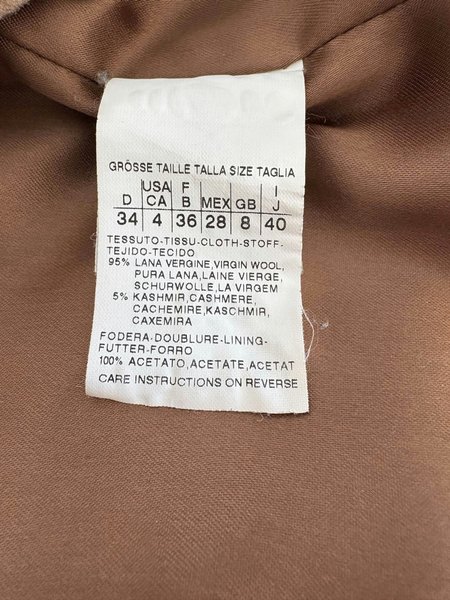 GRÖSSE TAILLE TALLA SIZE TAGLIA
D USA CA F B MEX GB I J
34 4 36 28 8 40
TESSUTO-TISSU-CLOTH-STOFF-
TEJIDO-TECIDO
95% LANA VERGINE,VIRGIN WOOL,
PURA LANA,LAINE VIERGE,
SCHURWOLLE,LA VIRGEM
5% KASHMIR,CASHMERE,
CACHEMIRE,KASCHMIR,
CAXEMIRA
FODERA-DOUBLURE-LINING-
FUTTER-FORRO
100% ACETATO,ACETATE,ACETAT
CARE INSTRUCTIONS ON REVERSE